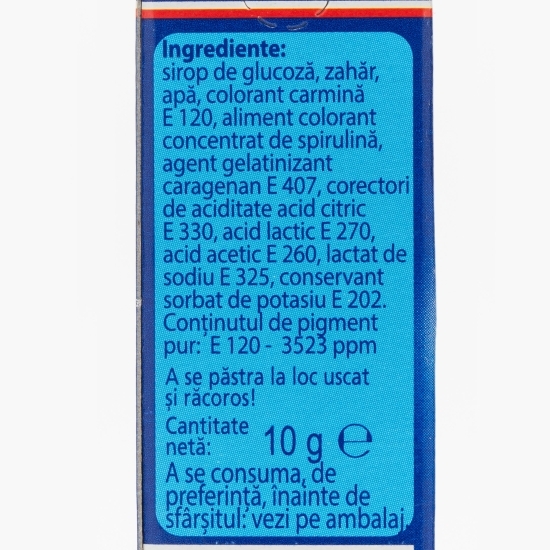 Ingrediente:
sirop de glucoză, zahăr,
apă, colorant carmină
E 120, aliment colorant
concentrat de spirulină,
agent gelatinizant
caragenan E 407, corectori
de aciditate acid citric
E 330, acid lactic E 270,
acid acetic E 260, lactat de
sodiu E 325, conservant
sorbat de potasiu E 202.
Conținutul de pigment
pur: E 120 - 3523 ppm
A se păstra la loc uscat
și răcoros!
Cantitate
netă: 10 g ℮
A se consuma, de
preferință, înainte de
sfârșitul: vezi pe ambalaj.